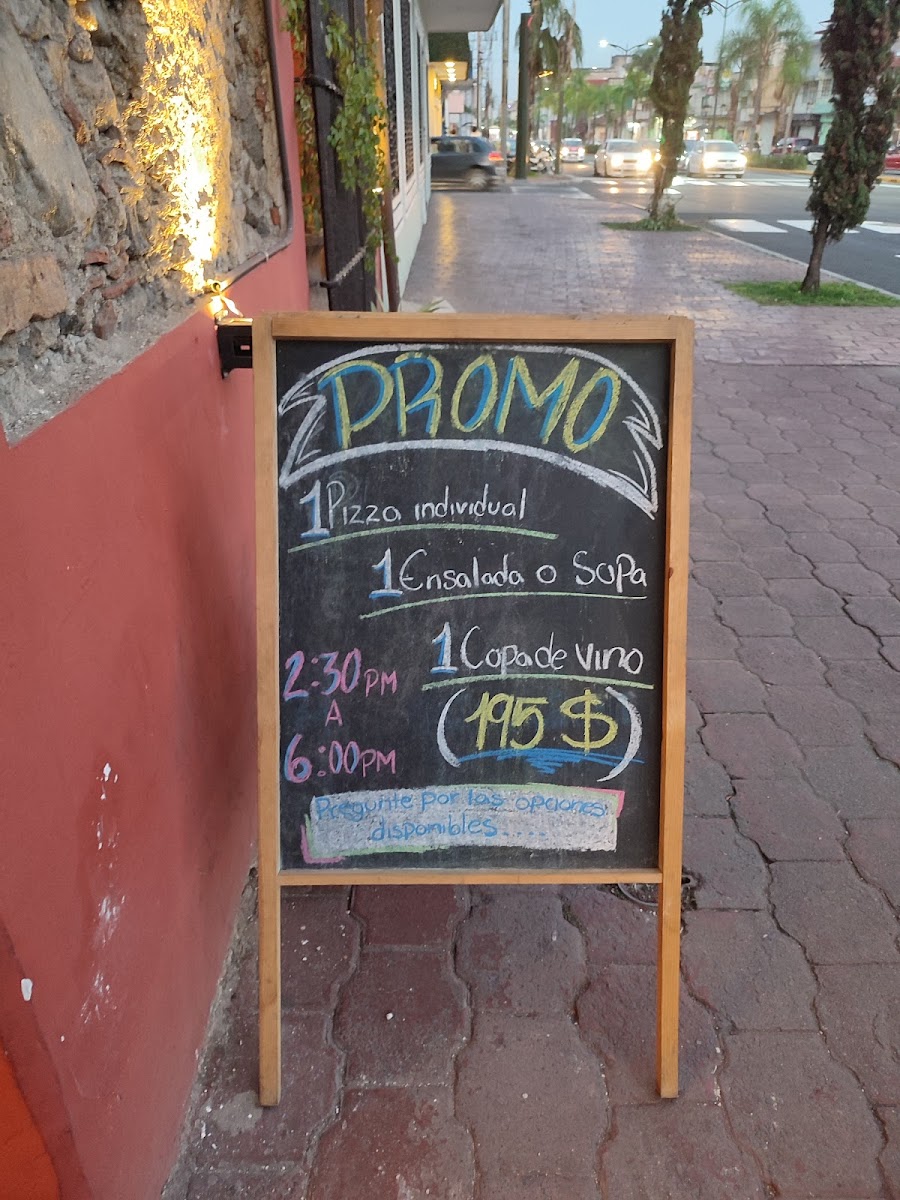 PROMO
1 Pizza individual
1 Ensalada o Sopa
1 Copa de vino
2:30 PM
A
6:00 PM
(195 $)
Pregunte por las opciones
disponibles....